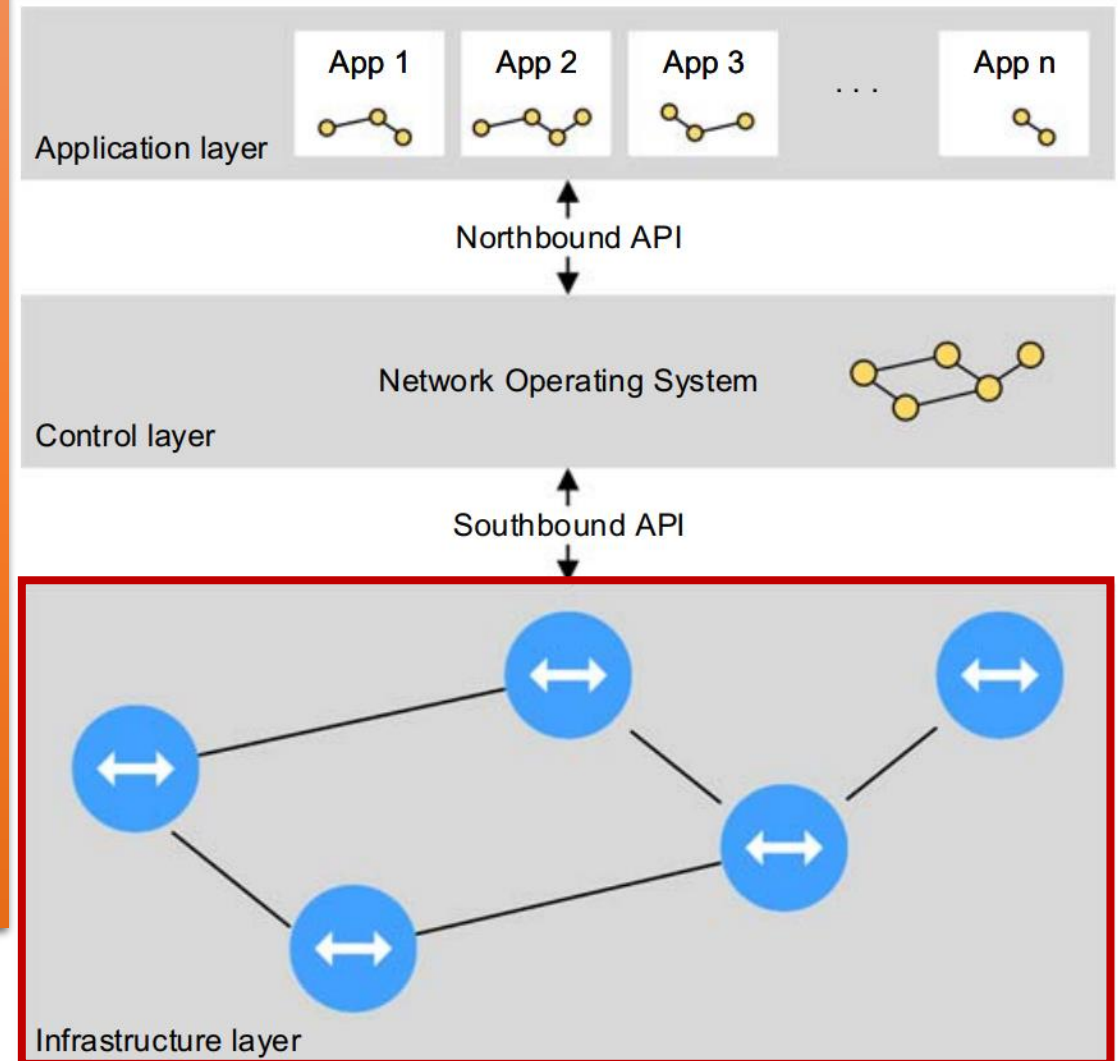 App 1
App 2
App 3
. . .
App n
Application layer
Northbound API
Network Operating System
Control layer
Southbound API
Infrastructure layer